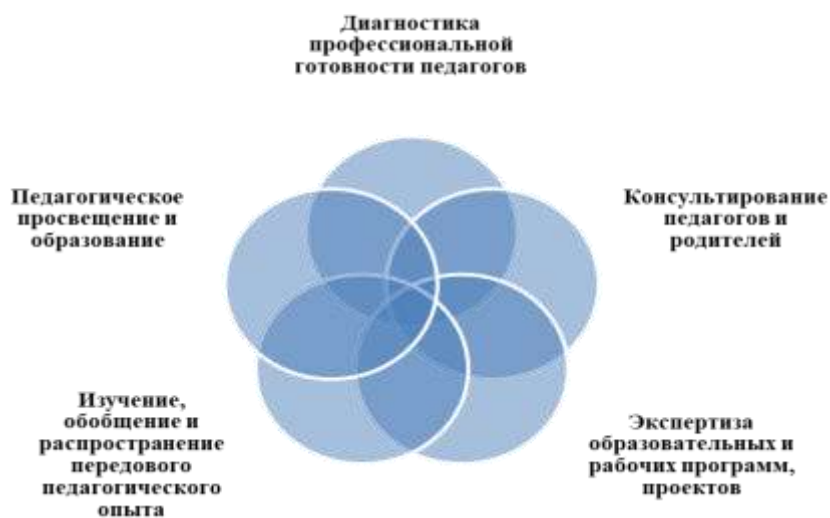 Диагностика
профессиональной
готовности педагогов
Педагогическое
просвещение и
образование
Консультирование
педагогов и
родителей
Изучение,
обобщение и
распространение
передового
педагогического
опыта
Экспертиза
образовательных и
рабочих программ,
проектов